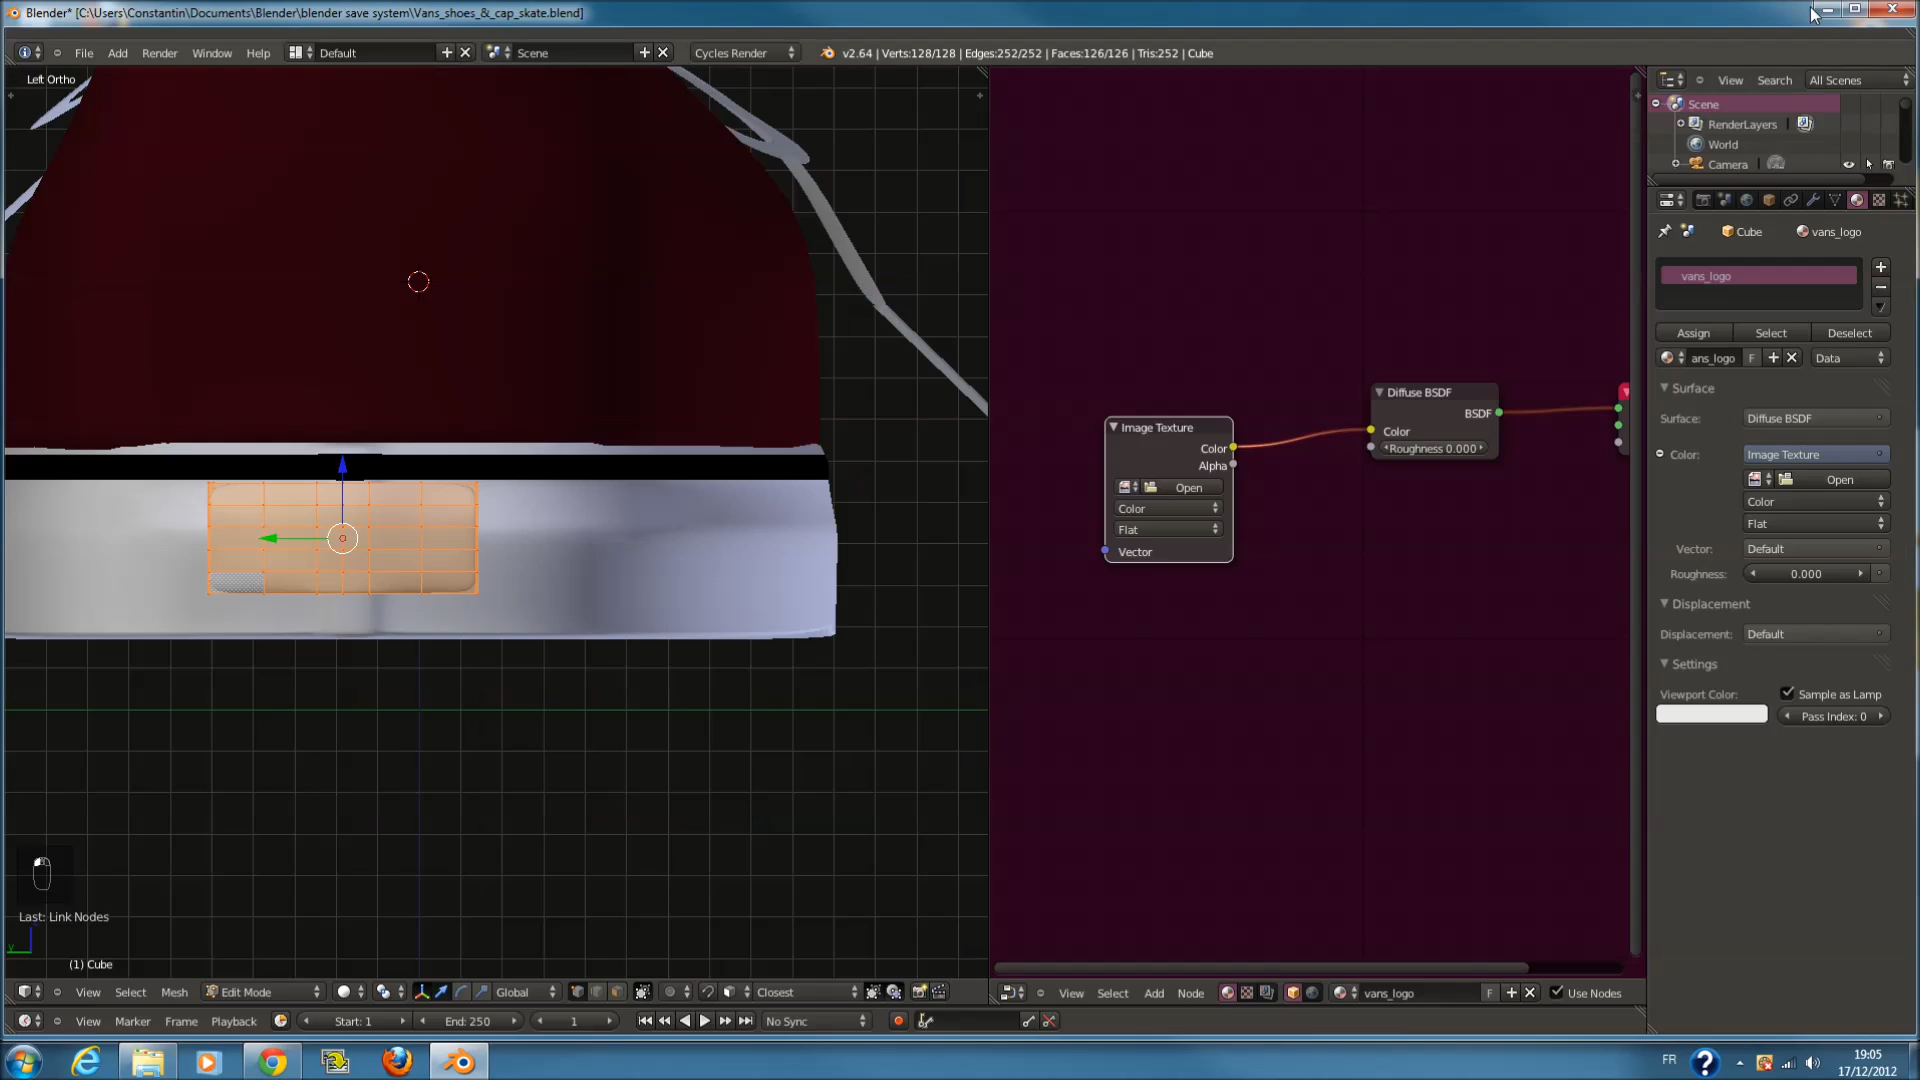 Blender* [C:\Users\Constantin\Documents\Blender\blender save system\Vans_shoes_&_cap_skate.blend]
File Add Render Window Help Default Scene Cycles Render v2.64 | Verts:128/128 | Edges:252/252 | Faces:126/126 | Tris:252 | Cube
Left Ortho
View Search All Scenes
Scene
RenderLayers
World
Camera
Cube vans_logo
vans_logo
Assign Select Deselect
ans_logo F Data
Surface
Surface: Diffuse BSDF
Color: Image Texture
Open
Color
Flat
Vector: Default
Roughness: 0.000
Displacement
Displacement: Default
Settings
Viewport Color: Sample as Lamp
Pass Index: 0
Diffuse BSDF
BSDF
Color
Roughness 0.000
Image Texture
Color
Alpha
Open
Color
Flat
Vector
Last: Link Nodes
y
(1) Cube
View Select Mesh Edit Mode Global Closest
View Select Add Node vans_logo F Use Nodes
View Marker Frame Playback Start: 1 End: 250 1 No Sync
FR ? 19:05
17/12/2012